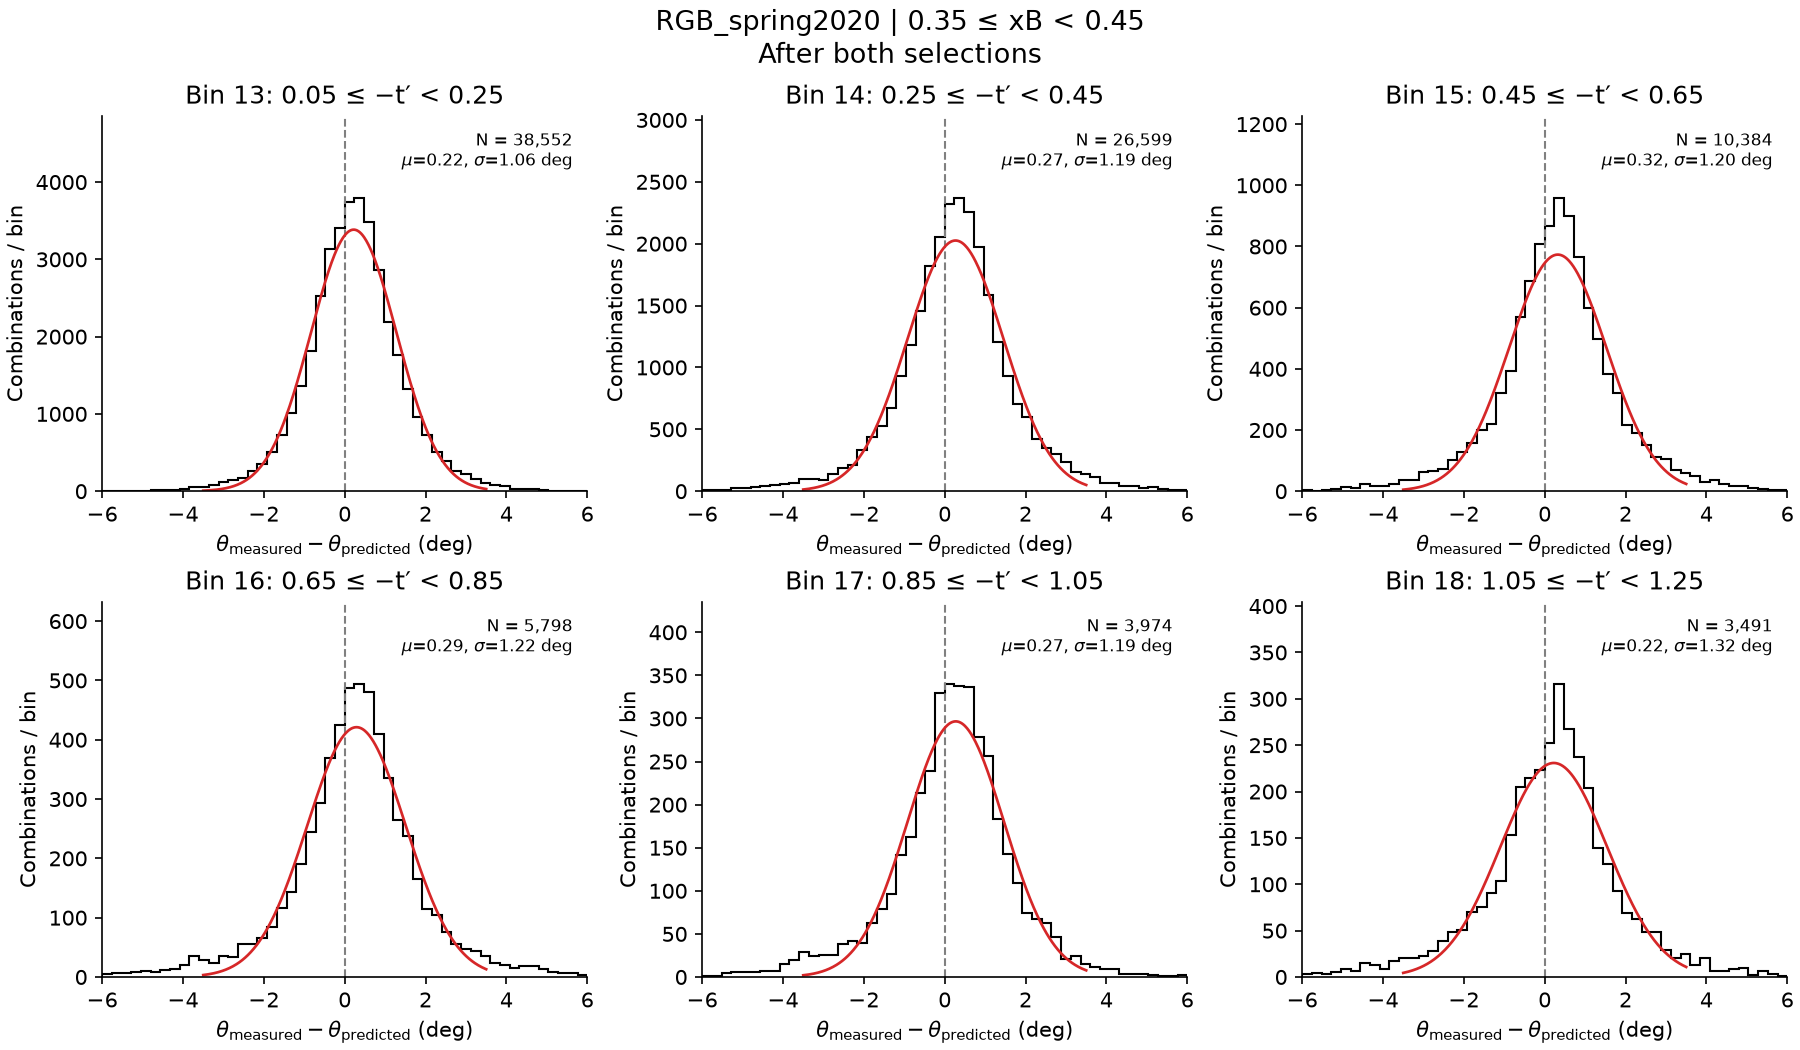 RGB_spring2020 | 0.35 ≤ xB < 0.45
After both selections
Bin 13: 0.05 ≤ −t′ < 0.25
N = 38,552
μ=0.22, σ=1.06 deg
Combinations / bin
4000
3000
2000
1000
0
−6 −4 −2 0 2 4 6
θmeasured − θpredicted (deg)
Bin 14: 0.25 ≤ −t′ < 0.45
N = 26,599
μ=0.27, σ=1.19 deg
Combinations / bin
3000
2500
2000
1500
1000
500
0
−6 −4 −2 0 2 4 6
θmeasured − θpredicted (deg)
Bin 15: 0.45 ≤ −t′ < 0.65
N = 10,384
μ=0.32, σ=1.20 deg
Combinations / bin
1200
1000
800
600
400
200
0
−6 −4 −2 0 2 4 6
θmeasured − θpredicted (deg)
Bin 16: 0.65 ≤ −t′ < 0.85
N = 5,798
μ=0.29, σ=1.22 deg
Combinations / bin
600
500
400
300
200
100
0
−6 −4 −2 0 2 4 6
θmeasured − θpredicted (deg)
Bin 17: 0.85 ≤ −t′ < 1.05
N = 3,974
μ=0.27, σ=1.19 deg
Combinations / bin
400
350
300
250
200
150
100
50
0
−6 −4 −2 0 2 4 6
θmeasured − θpredicted (deg)
Bin 18: 1.05 ≤ −t′ < 1.25
N = 3,491
μ=0.22, σ=1.32 deg
Combinations / bin
400
350
300
250
200
150
100
50
0
−6 −4 −2 0 2 4 6
θmeasured − θpredicted (deg)